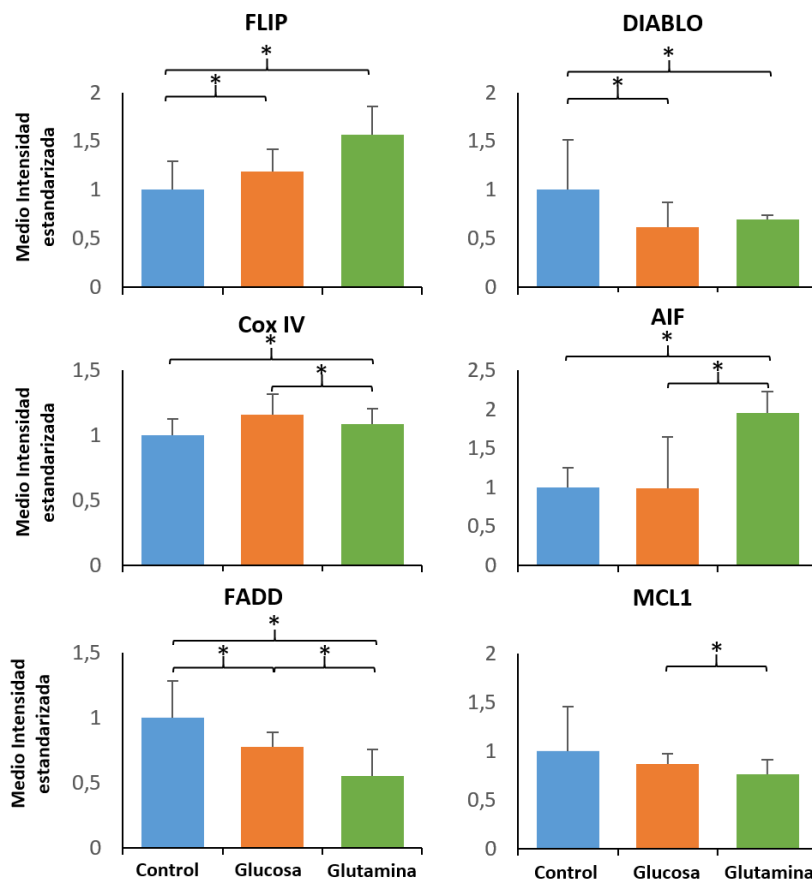 FLIP
DIABLO
*
*
*
*
Medio Intensidad
estandarizada
2
1,5
1
0,5
0
2
1,5
1
0,5
0
Cox IV
AIF
*
*
*
*
Medio Intensidad
estandarizada
1,5
1
0,5
0
2,5
2
1,5
1
0,5
0
FADD
MCL1
*
*
*
*
Medio Intensidad
estandarizada
1,5
1
0,5
0
2
1,5
1
0,5
0
Control Glucosa Glutamina
Control Glucosa Glutamina